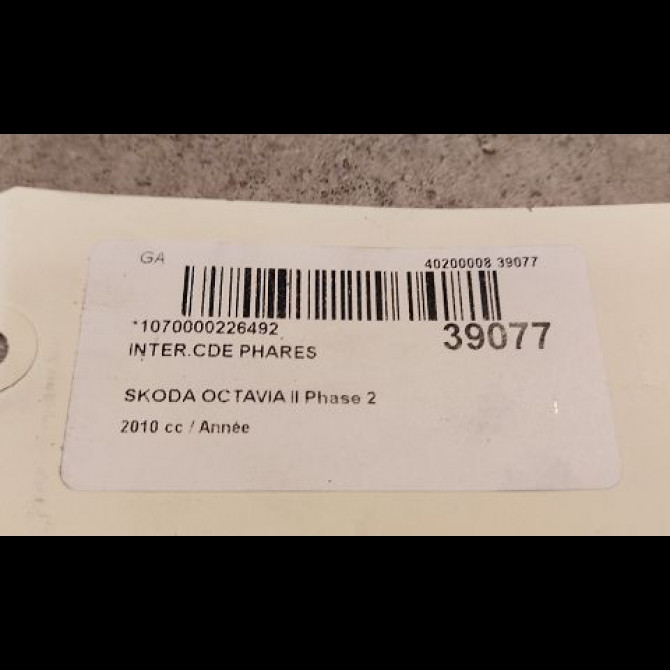 GA
40200008 39077
*1070000226492
39077
INTER.CDE PHARES
SKODA OCTAVIA II Phase 2
2010 cc / Année